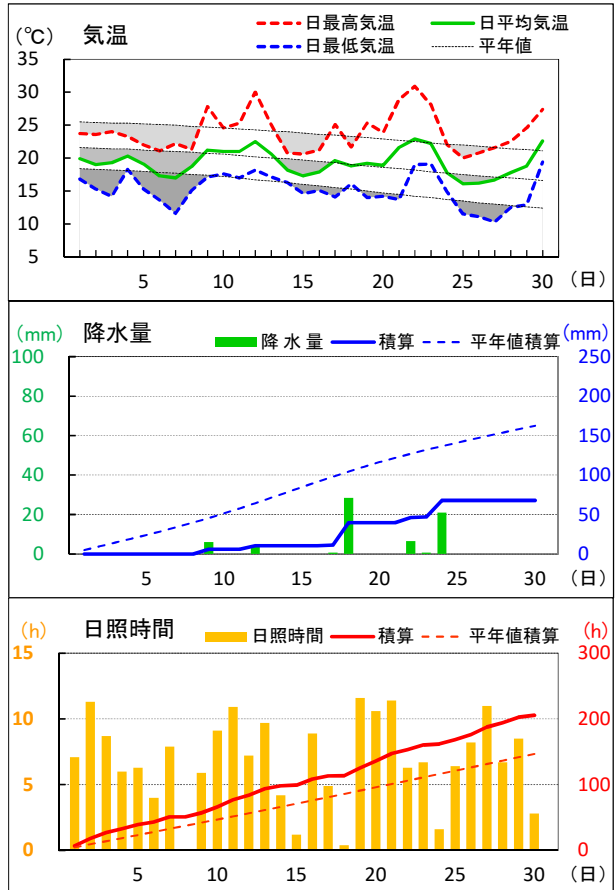 (℃) 気温 日最高気温 日平均気温
日最低気温 平年値
35
30
25
20
15
10
5
5 10 15 20 25 30 (日)
(mm) 降水量 (mm)
降 水 量 積算 平年値積算
100 250
80 200
60 150
40 100
20 50
0 0
5 10 15 20 25 30 (日)
(h) 日照時間 日照時間 積算 平年値積算 (h)
15 300
10 200
5 100
0 0
5 10 15 20 25 30 (日)